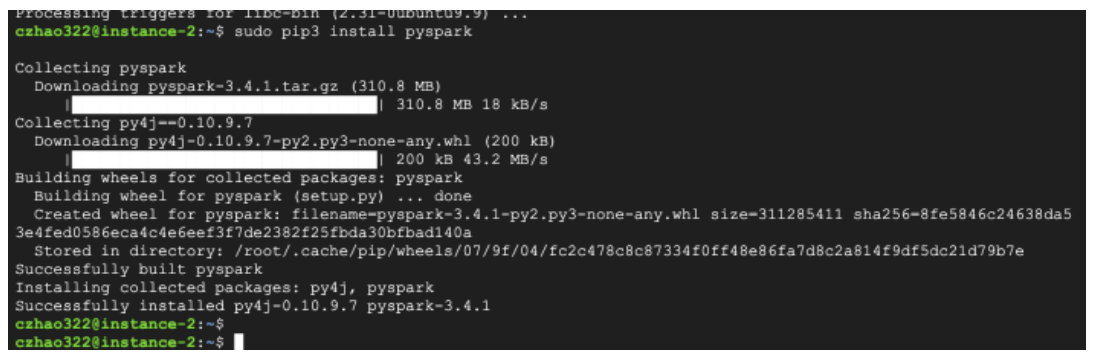 Processing triggers for libc-bin (2.31-0ubuntu9.9) ...
czhao322@instance-2:~$ sudo pip3 install pyspark
Collecting pyspark
  Downloading pyspark-3.4.1.tar.gz (310.8 MB)
     |                                | 310.8 MB 18 kB/s
Collecting py4j==0.10.9.7
  Downloading py4j-0.10.9.7-py2.py3-none-any.whl (200 kB)
     |                                | 200 kB 43.2 MB/s
Building wheels for collected packages: pyspark
  Building wheel for pyspark (setup.py) ... done
  Created wheel for pyspark: filename=pyspark-3.4.1-py2.py3-none-any.whl size=311285411 sha256=8fe5846c24638da5
3e4fed0586eca4c4e6eef3f7de2382f25fbda30bfbad140a
  Stored in directory: /root/.cache/pip/wheels/07/9f/04/fc2c478c8c87334f0ff48e86fa7d8c2a814f9df5dc21d79b7e
Successfully built pyspark
Installing collected packages: py4j, pyspark
Successfully installed py4j-0.10.9.7 pyspark-3.4.1
czhao322@instance-2:~$
czhao322@instance-2:~$